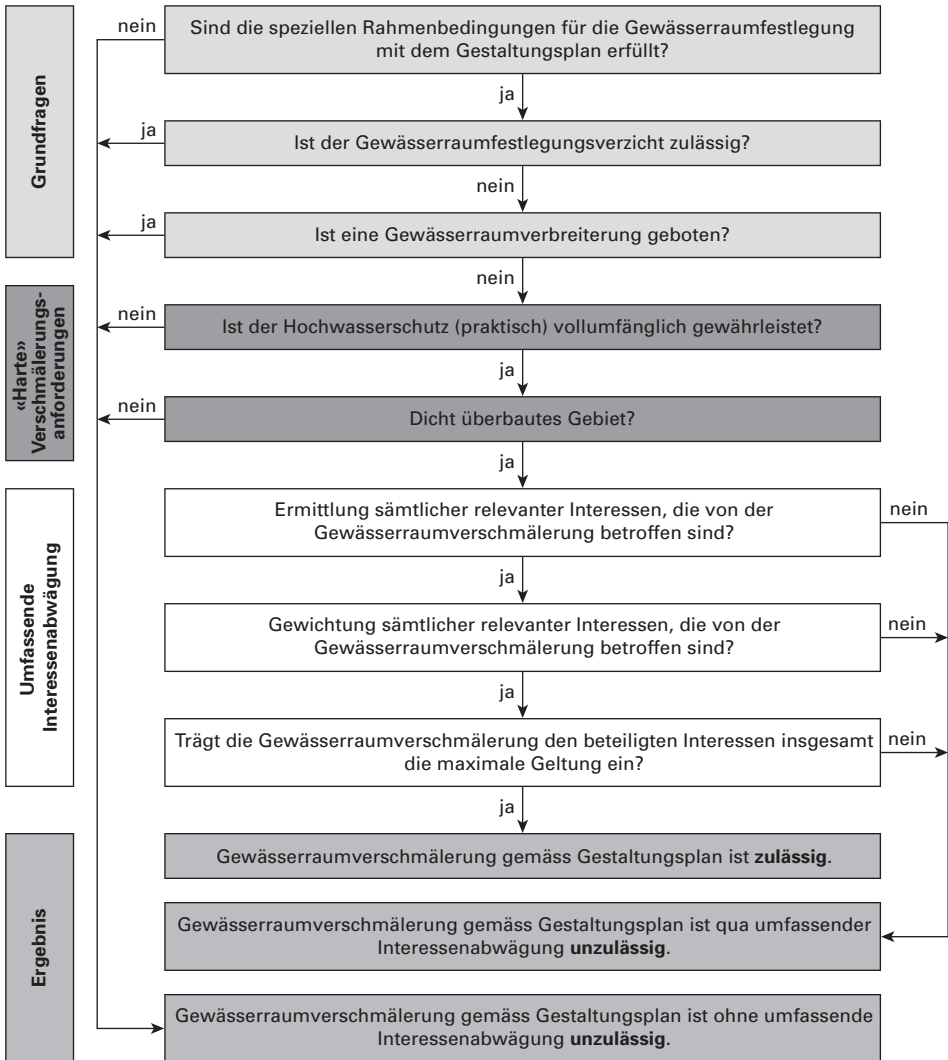 Grundfragen
nein
Sind die speziellen Rahmenbedingungen für die Gewässerraumfestlegung
mit dem Gestaltungsplan erfüllt?
ja
ja
Ist der Gewässerraumfestlegungsverzicht zulässig?
nein
ja
Ist eine Gewässerraumverbreiterung geboten?
nein
«Harte»
Verschmälerungs-
anforderungen
nein
Ist der Hochwasserschutz (praktisch) vollumfänglich gewährleistet?
ja
nein
Dicht überbautes Gebiet?
ja
Umfassende
Interessenabwägung
Ermittlung sämtlicher relevanter Interessen, die von der
Gewässerraumverschmälerung betroffen sind?
nein
ja
Gewichtung sämtlicher relevanter Interessen, die von der
Gewässerraumverschmälerung betroffen sind?
nein
ja
Trägt die Gewässerraumverschmälerung den beteiligten Interessen insgesamt
die maximale Geltung ein?
nein
ja
Ergebnis
Gewässerraumverschmälerung gemäss Gestaltungsplan ist zulässig.
Gewässerraumverschmälerung gemäss Gestaltungsplan ist qua umfassender
Interessenabwägung unzulässig.
Gewässerraumverschmälerung gemäss Gestaltungsplan ist ohne umfassende
Interessenabwägung unzulässig.